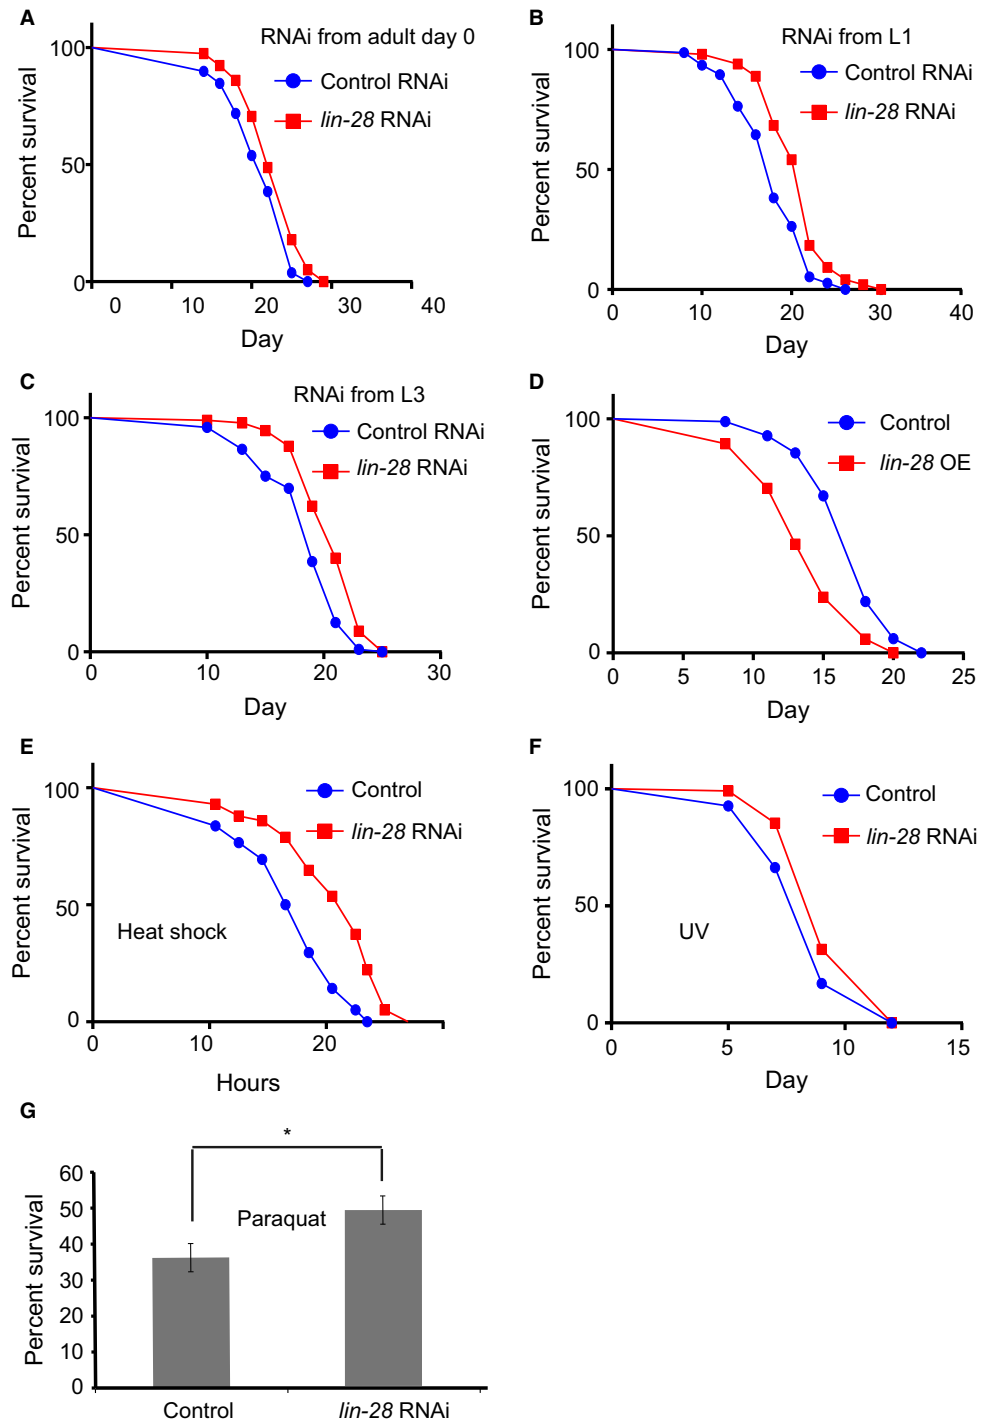 A
RNAi from adult day 0
Control RNAi
lin-28 RNAi
Percent survival
100
50
0
0 10 20 30 40
Day
B
RNAi from L1
Control RNAi
lin-28 RNAi
Percent survival
100
50
0
0 10 20 30 40
Day
C
RNAi from L3
Control RNAi
lin-28 RNAi
Percent survival
100
50
0
0 10 20 30
Day
D
Control
lin-28 OE
Percent survival
100
50
0
0 5 10 15 20 25
Day
E
Control
lin-28 RNAi
Heat shock
Percent survival
100
50
0
0 10 20
Hours
F
Control
lin-28 RNAi
UV
Percent survival
100
50
0
0 5 10 15
Day
G
*
Paraquat
Percent survival
60
50
40
30
20
10
0
Control lin-28 RNAi